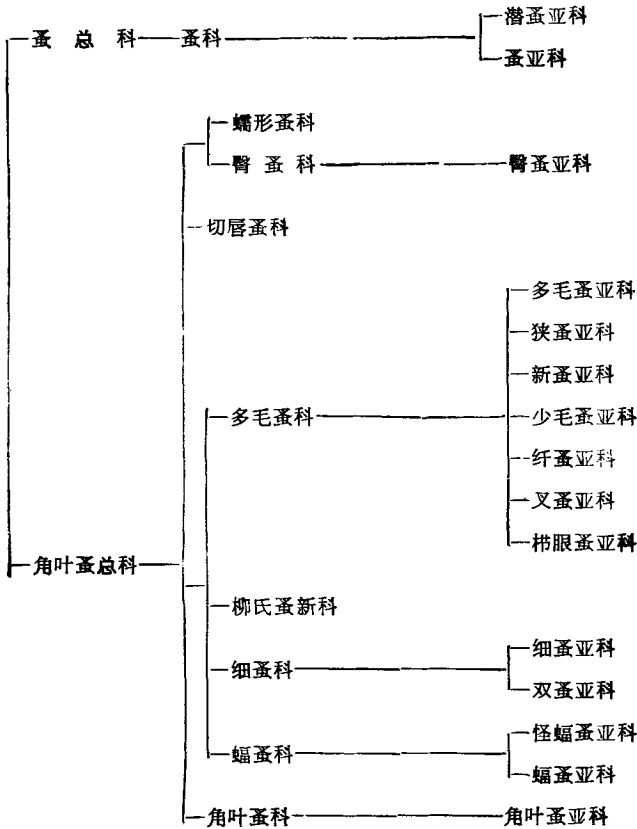 潜蚤亚科
蚤总科 蚤科
蚤亚科
蠕形蚤科
臀蚤科 臀蚤亚科
切唇蚤科
多毛蚤亚科
狭蚤亚科
新蚤亚科
多毛蚤科 少毛蚤亚科
纤蚤亚科
叉蚤亚科
栉眼蚤亚科
角叶蚤总科
柳氏蚤新科
细蚤亚科
细蚤科
双蚤亚科
怪蝠蚤亚科
蝠蚤科
蝠蚤亚科
角叶蚤科 角叶蚤亚科